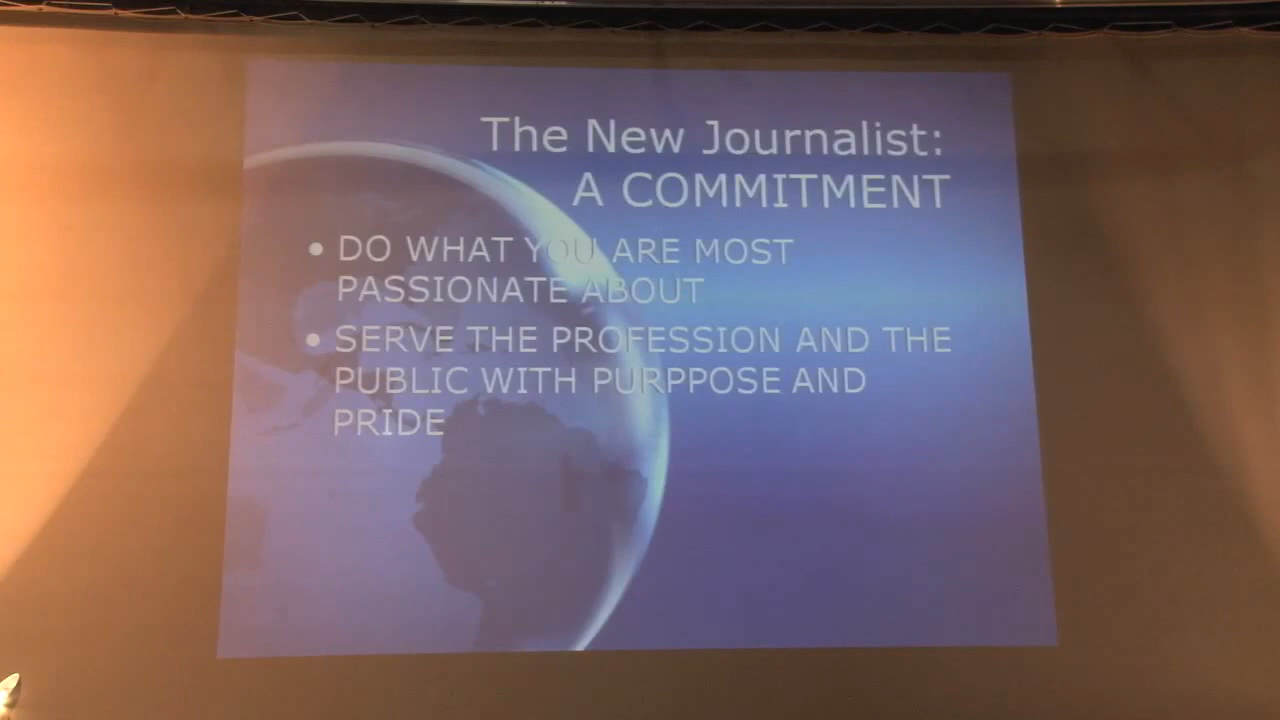 The New Journalist:
A COMMITMENT
• DO WHAT YOU ARE MOST
PASSIONATE ABOUT
• SERVE THE PROFESSION AND THE
PUBLIC WITH PURPPOSE AND
PRIDE